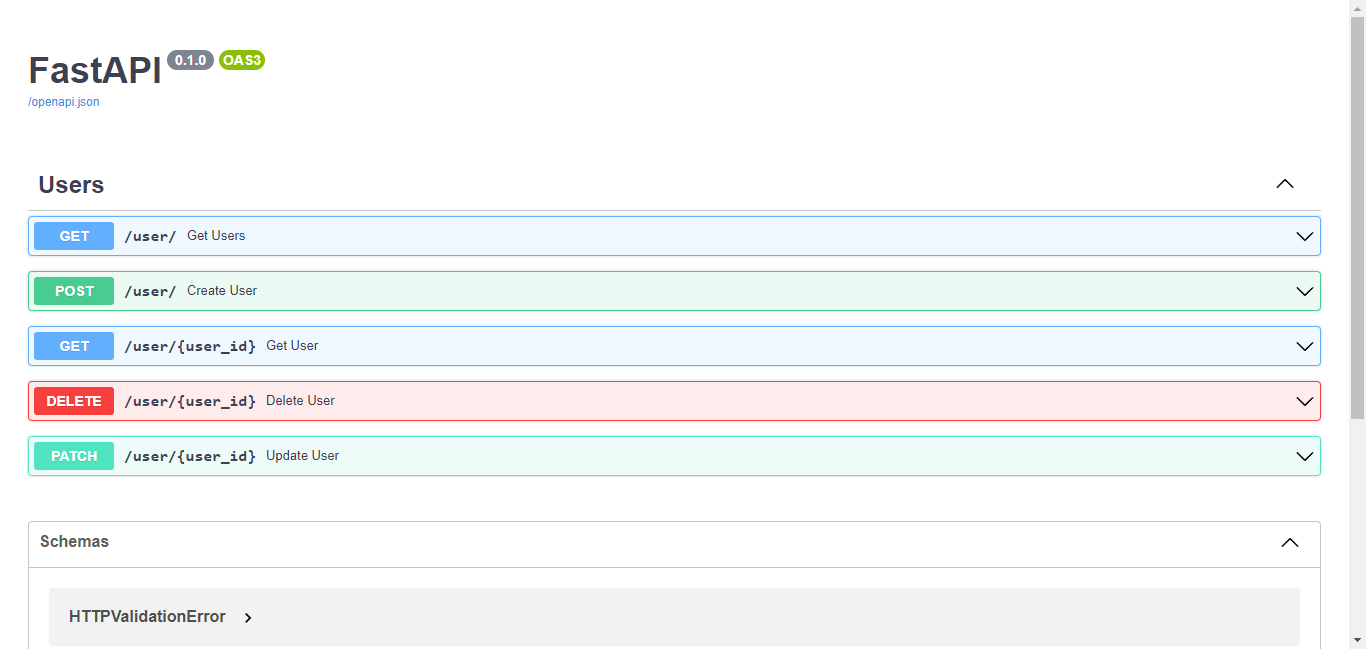 FastAPI 0.1.0 OAS3
/openapi.json
Users
GET /user/ Get Users
POST /user/ Create User
GET /user/{user_id} Get User
DELETE /user/{user_id} Delete User
PATCH /user/{user_id} Update User
Schemas
HTTPValidationError